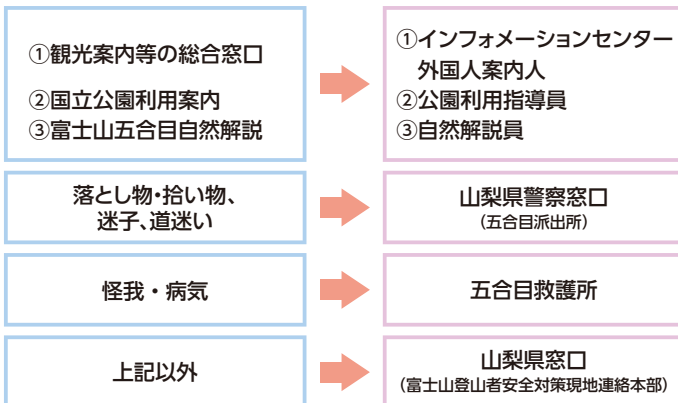 ①観光案内等の総合窓口
②国立公園利用案内
③富士山五合目自然解説
①インフォメーションセンター
外国人案内人
②公園利用指導員
③自然解説員
落とし物・拾い物、
迷子、道迷い
山梨県警察窓口
(五合目派出所)
怪我・病気
五合目救護所
上記以外
山梨県窓口
(富士山登山者安全対策現地連絡本部)